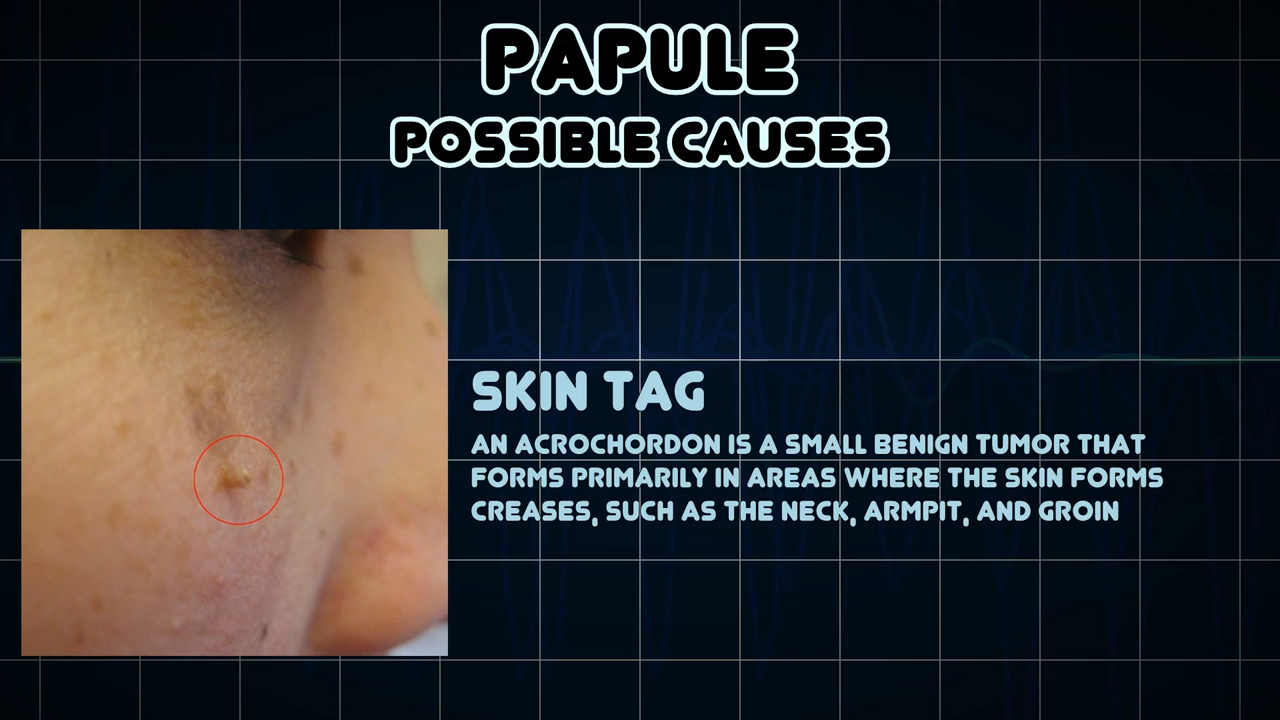 PAPULE
POSSIBLE CAUSES
SKIN TAG
AN ACROCHORDON IS A SMALL BENIGN TUMOR THAT
FORMS PRIMARILY IN AREAS WHERE THE SKIN FORMS
CREASES, SUCH AS THE NECK, ARMPIT, AND GROIN